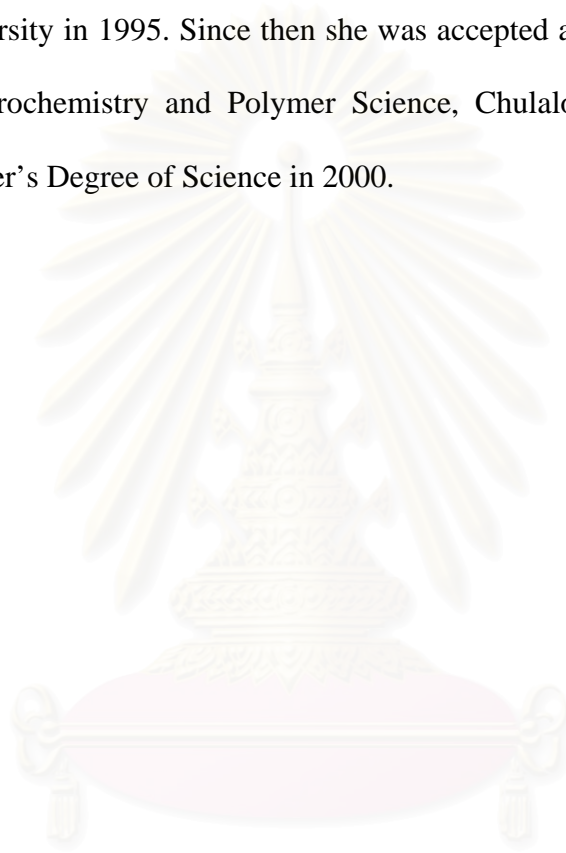 rsity in 1995. Since then she was accepted a
rochemistry and Polymer Science, Chulalo
er’s Degree of Science in 2000.